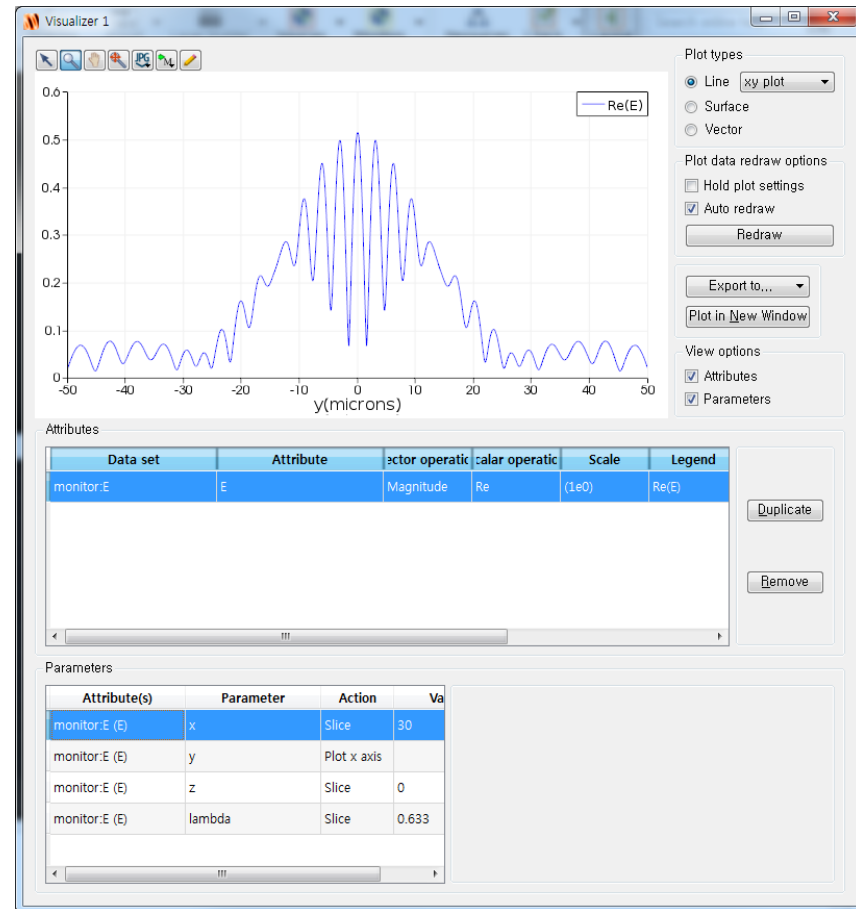 Visualizer 1
JPG
Re(E)
0.6
0.5
0.4
0.3
0.2
0.1
0
-50 -40 -30 -20 -10 0 10 20 30 40 50
y(microns)
Plot types
Line xy plot
Surface
Vector
Plot data redraw options
Hold plot settings
Auto redraw
Redraw
Export to,,,
Plot in New Window
View options
Attributes
Parameters
Attributes
Data set Attribute ector operatic calar operatic Scale Legend
monitor:E E Magnitude Re (1e0) Re(E)
Duplicate
Remove
Parameters
Attribute(s) Parameter Action Va
monitor:E (E) x Slice 30
monitor:E (E) y Plot x axis
monitor:E (E) z Slice 0
monitor:E (E) lambda Slice 0.633